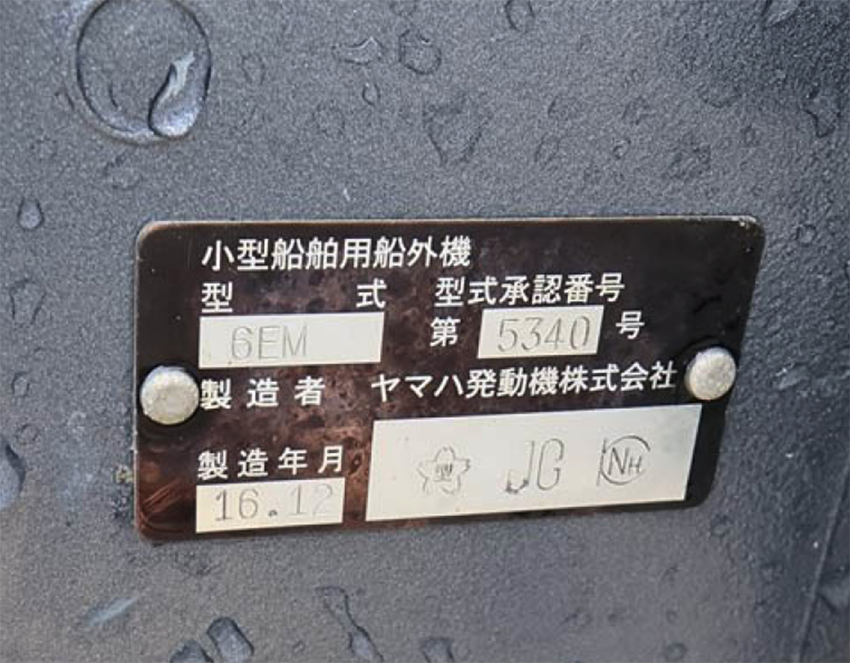 小型船舶用船外機
型 式 型式承認番号
6EM 第 5340 号
製造者 ヤマハ発動機株式会社
製造年月
16.12 型 JG NH